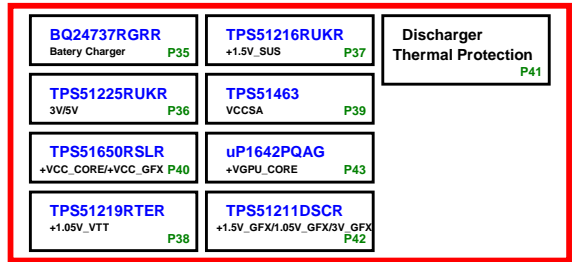 BQ24737RGRR
Batery Charger P35
TPS51216RUKR
+1.5V_SUS P37
Discharger
Thermal Protection
P41
TPS51225RUKR
3V/5V P36
TPS51463
VCCSA P39
TPS51650RSLR
+VCC_CORE/+VCC_GFX P40
uP1642PQAG
+VGPU_CORE P43
TPS51219RTER
+1.05V_VTT
P38
TPS51211DSCR
+1.5V_GFX/1.05V_GFX/3V_GFX
P42